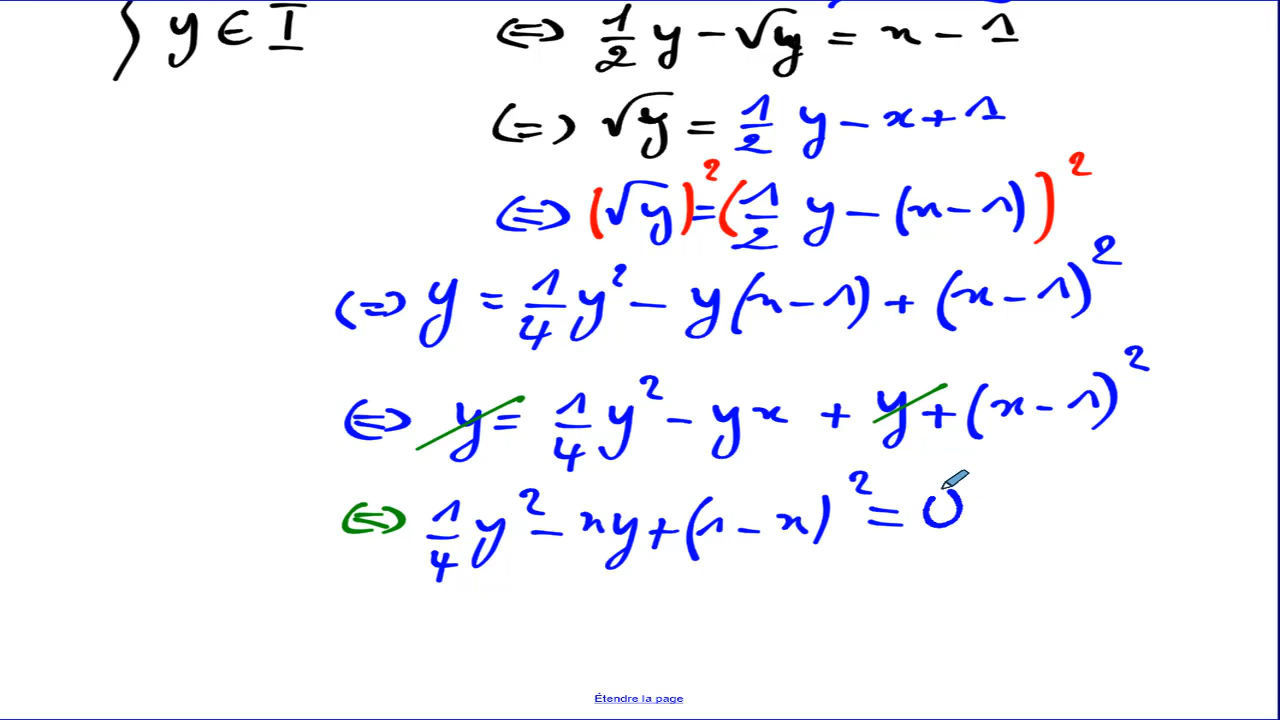 y ∈ I ⇔ 1/2 y − √y = x − 1
⇔ √y = 1/2 y − x + 1
⇔ (√y)² = (1/2 y − (x − 1))²
⇔ y = 1/4 y² − y(x − 1) + (x − 1)²
⇔ y = 1/4 y² − yx + y + (x − 1)²
⇔ 1/4 y² − xy + (1 − x)² = 0
Étendre la page